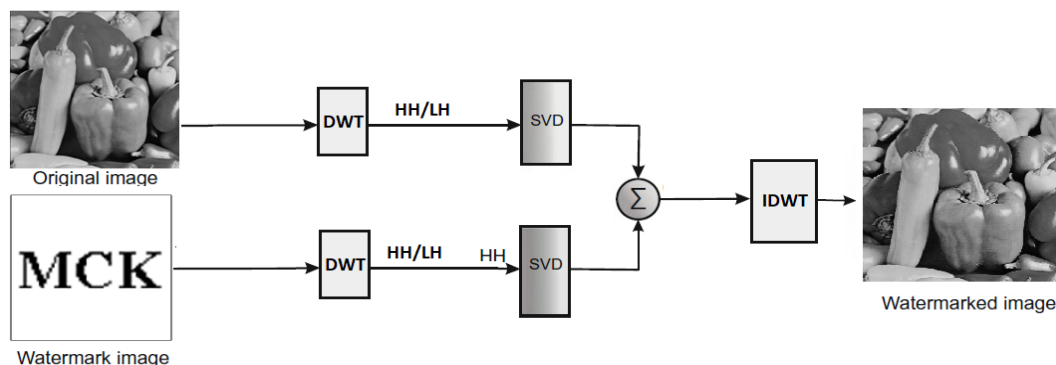 DWT
HH/LH
SVD
Original image
Σ
IDWT
MCK
DWT
HH/LH
HH
SVD
Watermarked image
Watermark image